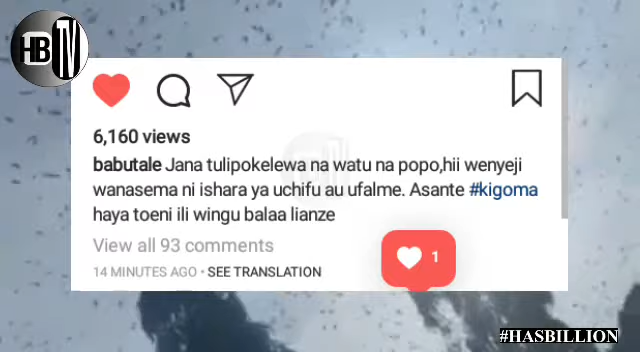 HB TV
6,160 views
babutale Jana tulipokelewa na watu na popo,hii wenyeji
wanasema ni ishara ya uchifu au ufalme. Asante #kigoma
haya toeni ili wingu balaa lianze
View all 93 comments
1
14 MINUTES AGO • SEE TRANSLATION
#HASBILLION